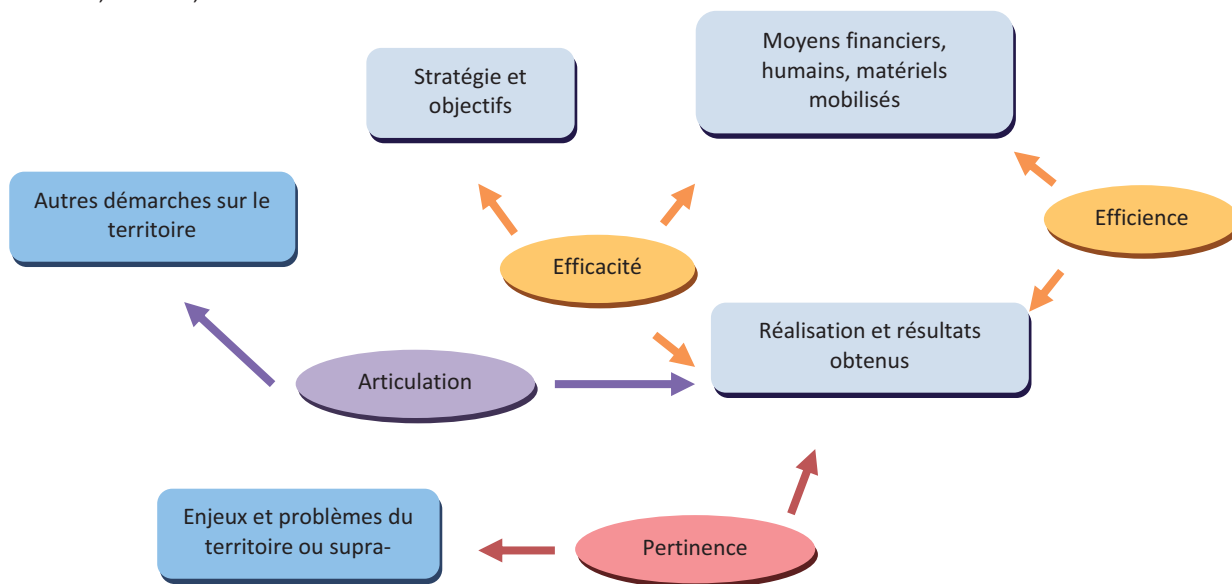 Moyens financiers,
humains, matériels
mobilisés
Stratégie et
objectifs
Autres démarches sur le
territoire
Efficience
Efficacité
Réalisation et résultats
obtenus
Articulation
Enjeux et problèmes du
territoire ou supra-
Pertinence